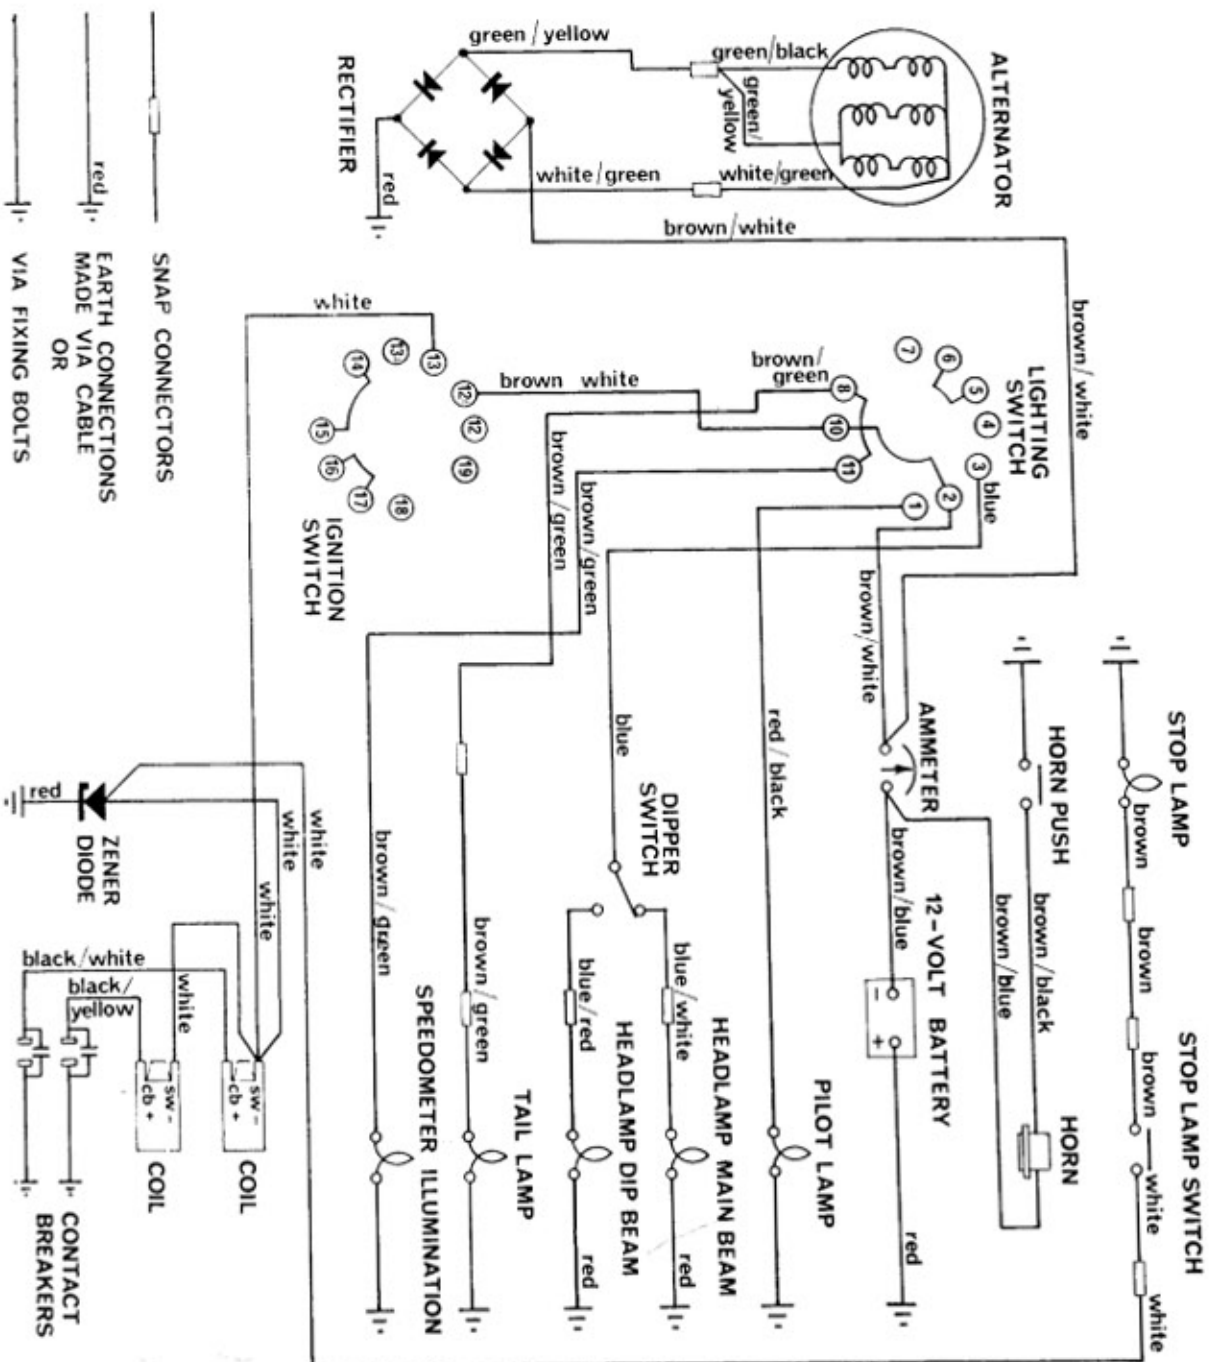 ALTERNATOR
green/black
green/
yellow
white/green
green/yellow
white/green
RECTIFIER
red
brown/white
brown/white
SNAP CONNECTORS
red
EARTH CONNECTIONS
MADE VIA CABLE
OR
VIA FIXING BOLTS
LIGHTING
SWITCH
7
6
5
4
3
2
1
8
10
11
blue
brown/
green
brown white
white
13
13
14
15
16
17
18
19
12
12
IGNITION
SWITCH
brown/green
brown/green
brown/white
STOP LAMP
brown
brown
brown
STOP LAMP SWITCH
white
white
HORN PUSH
brown/black
HORN
brown/blue
AMMETER
brown/blue
12-VOLT BATTERY
-
+
red
red/black
PILOT LAMP
blue
DIPPER
SWITCH
blue/white
HEADLAMP MAIN BEAM
red
blue/red
HEADLAMP DIP BEAM
red
brown/green
TAIL LAMP
brown/green
SPEEDOMETER ILLUMINATION
white
white
white
red
ZENER
DIODE
black/white
black/
yellow
white
sw -
cb +
COIL
sw -
cb +
COIL
CONTACT
BREAKERS